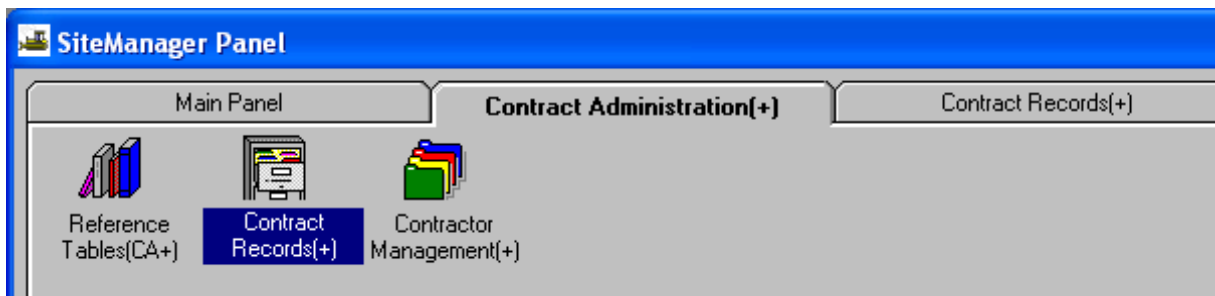 SiteManager Panel
Main Panel
Contract Administration(+)
Contract Records(+)
Reference
Tables(CA+)
Contract
Records(+)
Contractor
Management(+)